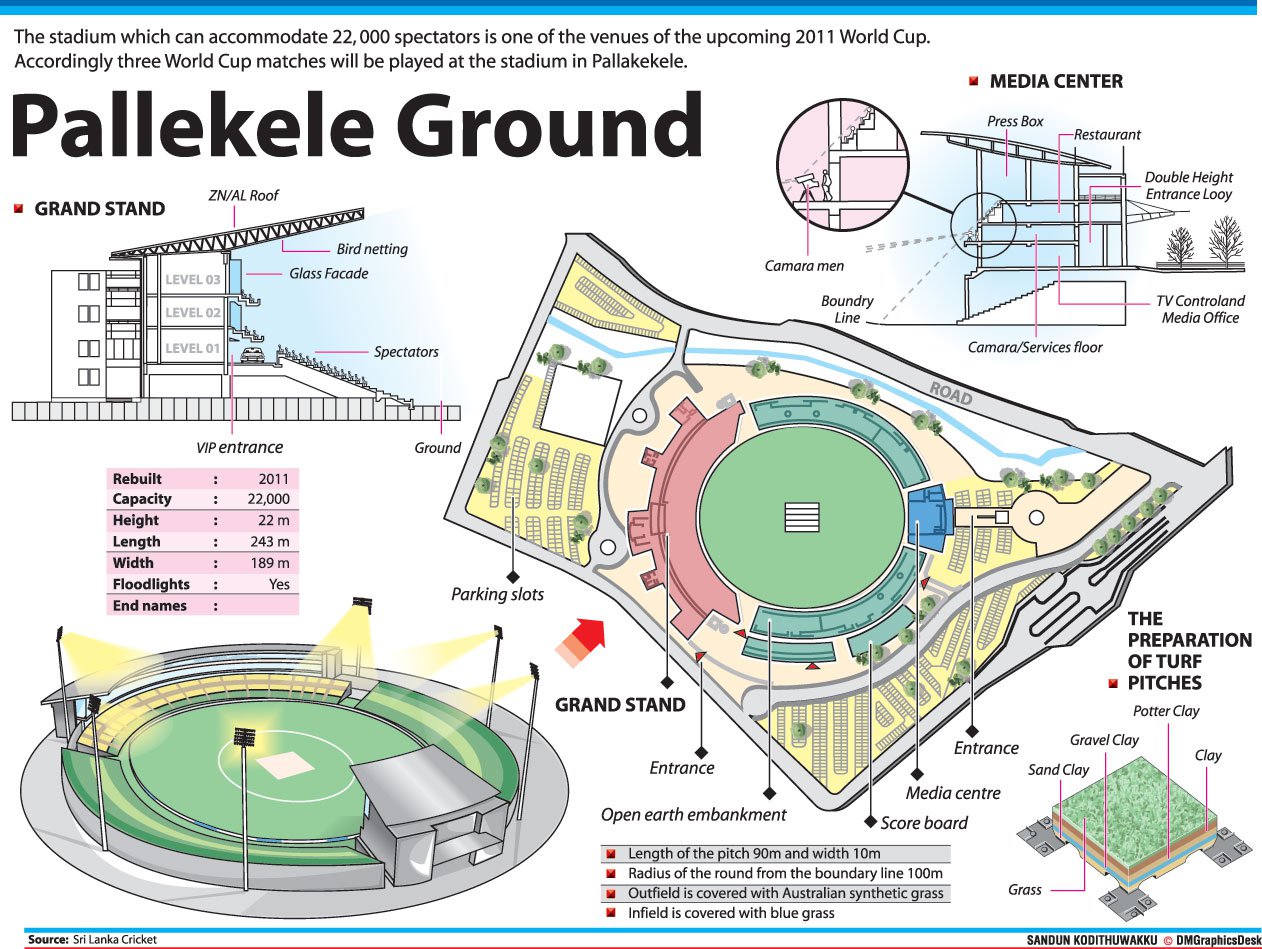 The stadium which can accommodate 22,000 spectators is one of the venues of the upcoming 2011 World Cup.
Accordingly three World Cup matches will be played at the stadium in Pallakekele.
Pallekele Ground
MEDIA CENTER
Press Box
Restaurant
Double Height
Entrance Looy
Camara men
Boundry
Line
TV Controland
Media Office
Camara/Services floor
GRAND STAND
ZN/AL Roof
Bird netting
Glass Facade
LEVEL 03
LEVEL 02
LEVEL 01
Spectators
VIP entrance
Ground
Rebuilt : 2011
Capacity : 22,000
Height : 22 m
Length : 243 m
Width : 189 m
Floodlights : Yes
End names :
ROAD
Parking slots
GRAND STAND
Entrance
Open earth embankment
Score board
Media centre
Entrance
THE
PREPARATION
OF TURF
PITCHES
Potter Clay
Gravel Clay
Clay
Sand Clay
Grass
Length of the pitch 90m and width 10m
Radius of the round from the boundary line 100m
Outfield is covered with Australian synthetic grass
Infield is covered with blue grass
Source: Sri Lanka Cricket
SANDUN KODITHUWAKKU © DMGraphicsDesk